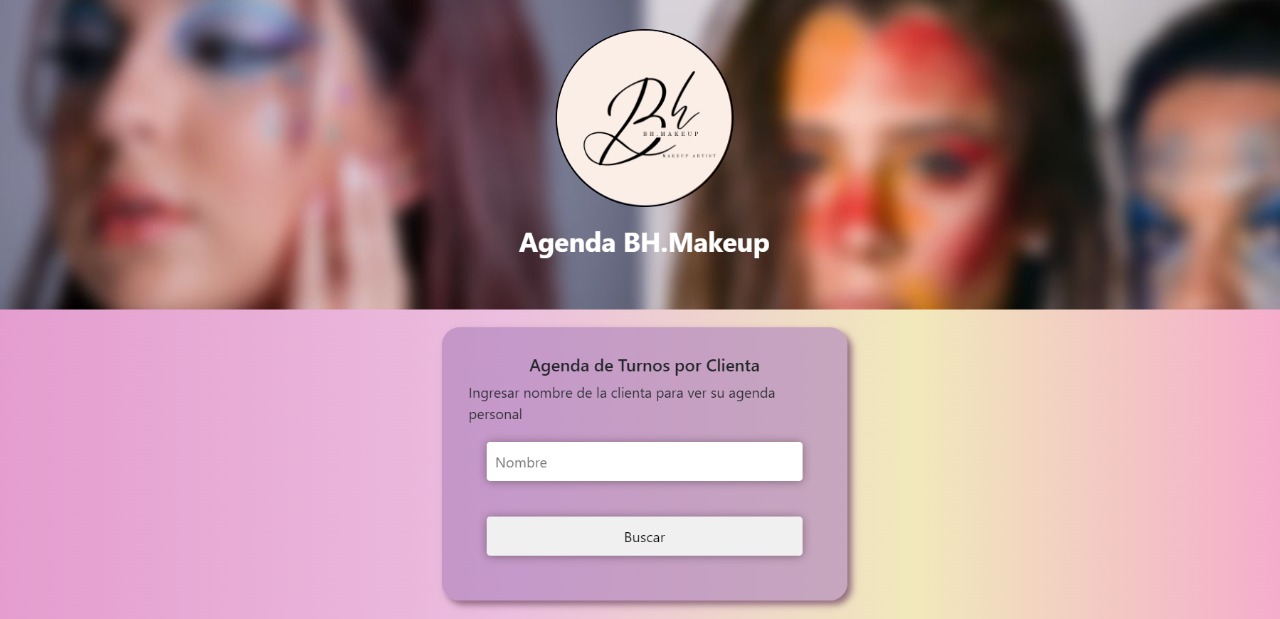 Bh
BH.MAKEUP
MAKEUP ARTIST
Agenda BH.Makeup
Agenda de Turnos por Clienta
Ingresar nombre de la clienta para ver su agenda
personal
Nombre
Buscar